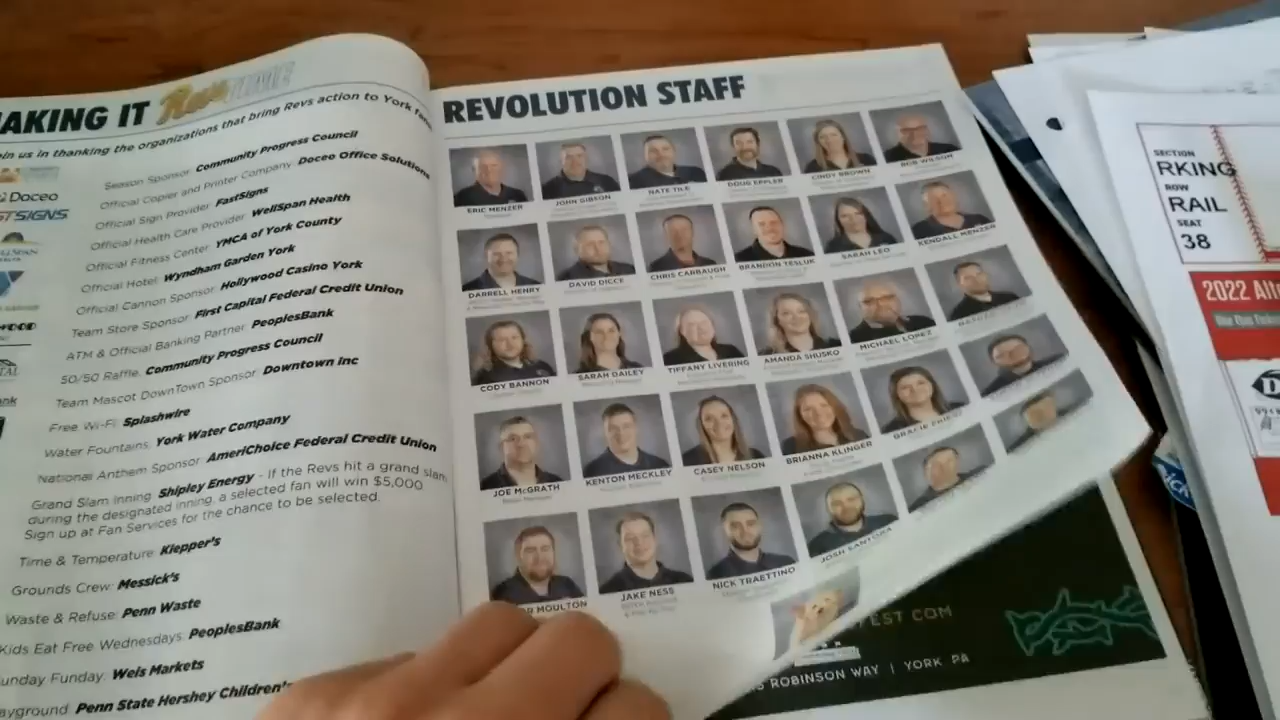 AKING IT Revs
in us in thanking the organizations that bring Revs action to York
Season Sponsor: Community Progress Council
Official Copier and Printer Company: Doceo Office Solutions
Official Sign Provider: FastSigns
Official Health Care Provider: WellSpan Health
Official Fitness Center: YMCA of York County
Official Hotel: Wyndham Garden York
Official Cannon Sponsor: Hollywood Casino York
Team Store Sponsor: First Capital Federal Credit Union
ATM & Official Banking Partner: PeoplesBank
50/50 Raffle: Community Progress Council
Team Mascot DownTown Sponsor: Downtown Inc
Free Wi-Fi: Splashwire
Water Fountains: York Water Company
National Anthem Sponsor: AmeriChoice Federal Credit Union
Grand Slam Inning: Shipley Energy - If the Revs hit a grand slam
during the designated inning, a selected fan will win $5,000.
Sign up at Fan Services for the chance to be selected.
Time & Temperature: Klepper's
Grounds Crew: Messick's
Waste & Refuse: Penn Waste
Kids Eat Free Wednesdays: PeoplesBank
unday Funday: Weis Markets
ayground: Penn State Hershey Children's
Doceo
STSIGNS
WOOD
REVOLUTION STAFF
ERIC MENZER
JOHN GIBSON
NATE TILE
DOUG EPPLER
CINDY BROWN
BOB WILSON
DARRELL HENRY
DAVID DICCE
CHRIS CARBAUGH
BRANDON TESLUK
SARAH LEO
KENDALL MENZER
CODY BANNON
SARAH DAILEY
TIFFANY LIVERING
AMANDA SHUSKO
MICHAEL LOPEZ
JOE McGRATH
KENTON MECKLEY
CASEY NELSON
BRIANNA KLINGER
GRACIE
MOULTON
JAKE NESS
NICK TRAETTINO
JOSH SANTORA
EST COM
ROBINSON WAY | YORK PA
SECTION
RKING
ROW
RAIL
SEAT
38
2022